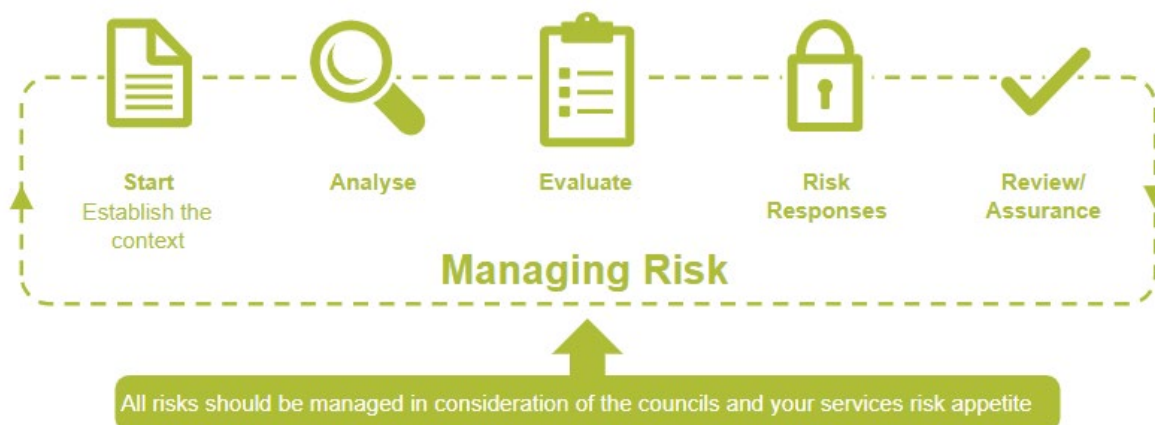 Start
Establish the
context
Analyse
Evaluate
Risk
Responses
Review/
Assurance
Managing Risk
All risks should be managed in consideration of the councils and your services risk appetite